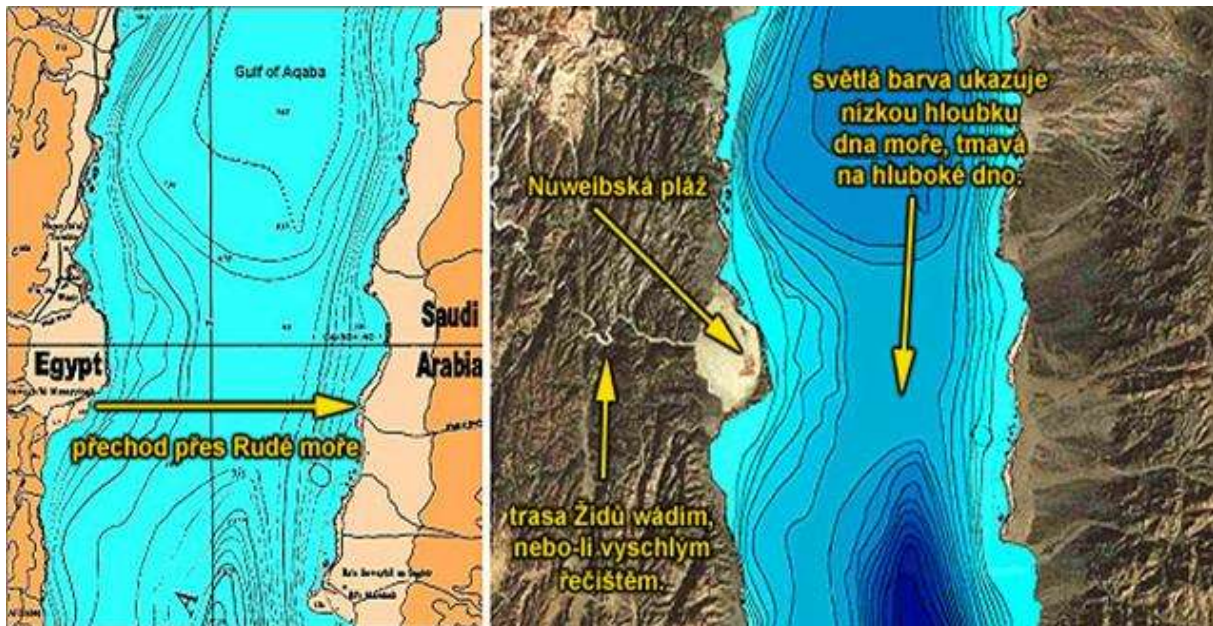 Gulf of Aqaba
Saudi
Arabia
Egypt
přechod přes Rudé moře
světlá barva ukazuje
nízkou hloubku
dna moře, tmavá
na hluboké dno.
Nuweibská pláž
trasa Židů wádím,
nebo-li vyschlým
řečištěm.